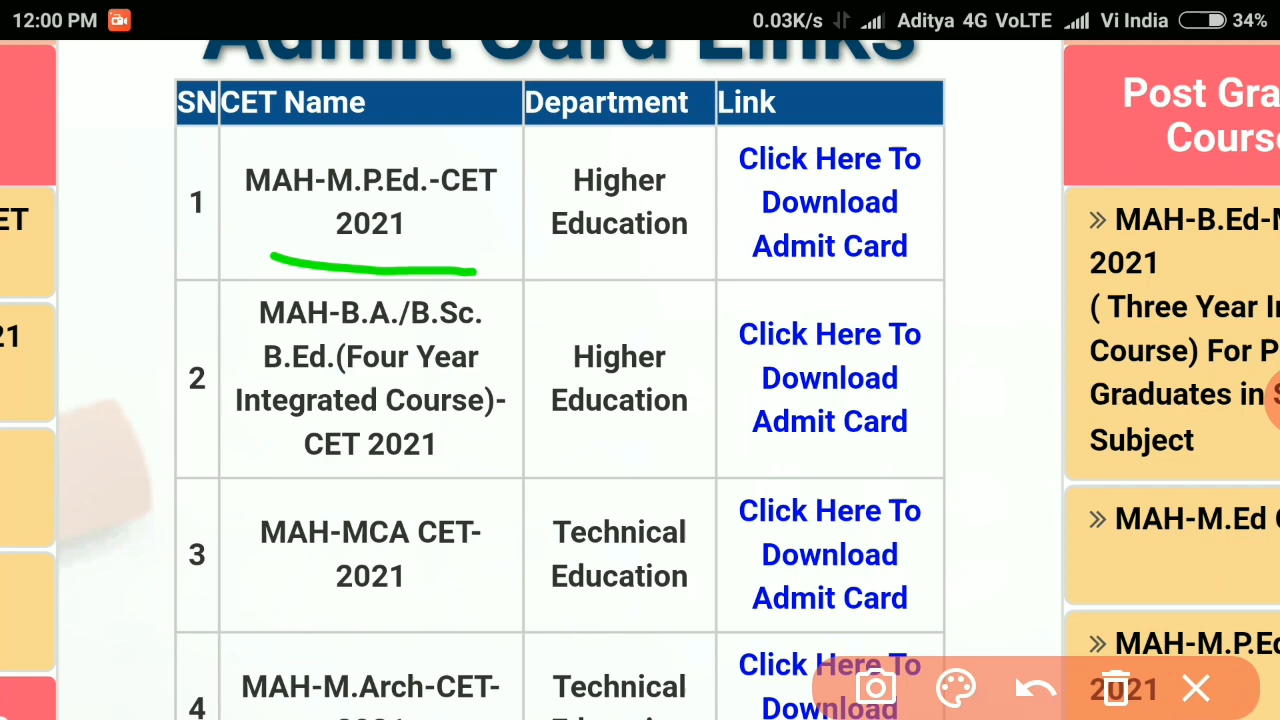 12:00 PM
0.03K/s Aditya 4G VoLTE Vi India 34%
Admit Card Links
SN CET Name Department Link
1
MAH-M.P.Ed.-CET
2021
Higher
Education
Click Here To
Download
Admit Card
2
MAH-B.A./B.Sc.
B.Ed.(Four Year
Integrated Course)-
CET 2021
Higher
Education
Click Here To
Download
Admit Card
3
MAH-MCA CET-
2021
Technical
Education
Click Here To
Download
Admit Card
4
MAH-M.Arch-CET-
Technical
Click Here To
Download
Post Gra
Course
» MAH-B.Ed-M
2021
( Three Year In
Course) For P
Graduates in S
Subject
» MAH-M.Ed C
» MAH-M.P.Ed
2021
ET
21